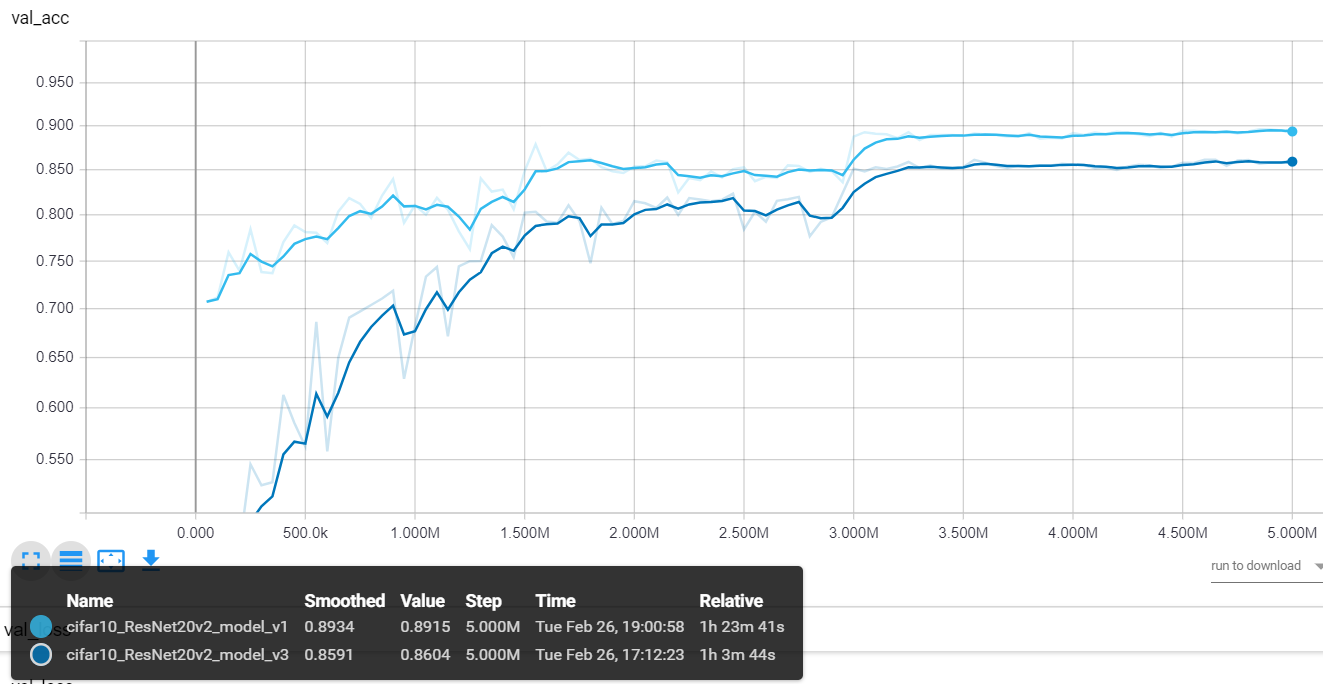 val_acc
0.950
0.900
0.850
0.800
0.750
0.700
0.650
0.600
0.550
0.000 500.0k 1.000M 1.500M 2.000M 2.500M 3.000M 3.500M 4.000M 4.500M 5.000M
run to download
Name Smoothed Value Step Time Relative
cifar10_ResNet20v2_model_v1 0.8934 0.8915 5.000M Tue Feb 26, 19:00:58 1h 23m 41s
val_loss
cifar10_ResNet20v2_model_v3 0.8591 0.8604 5.000M Tue Feb 26, 17:12:23 1h 3m 44s